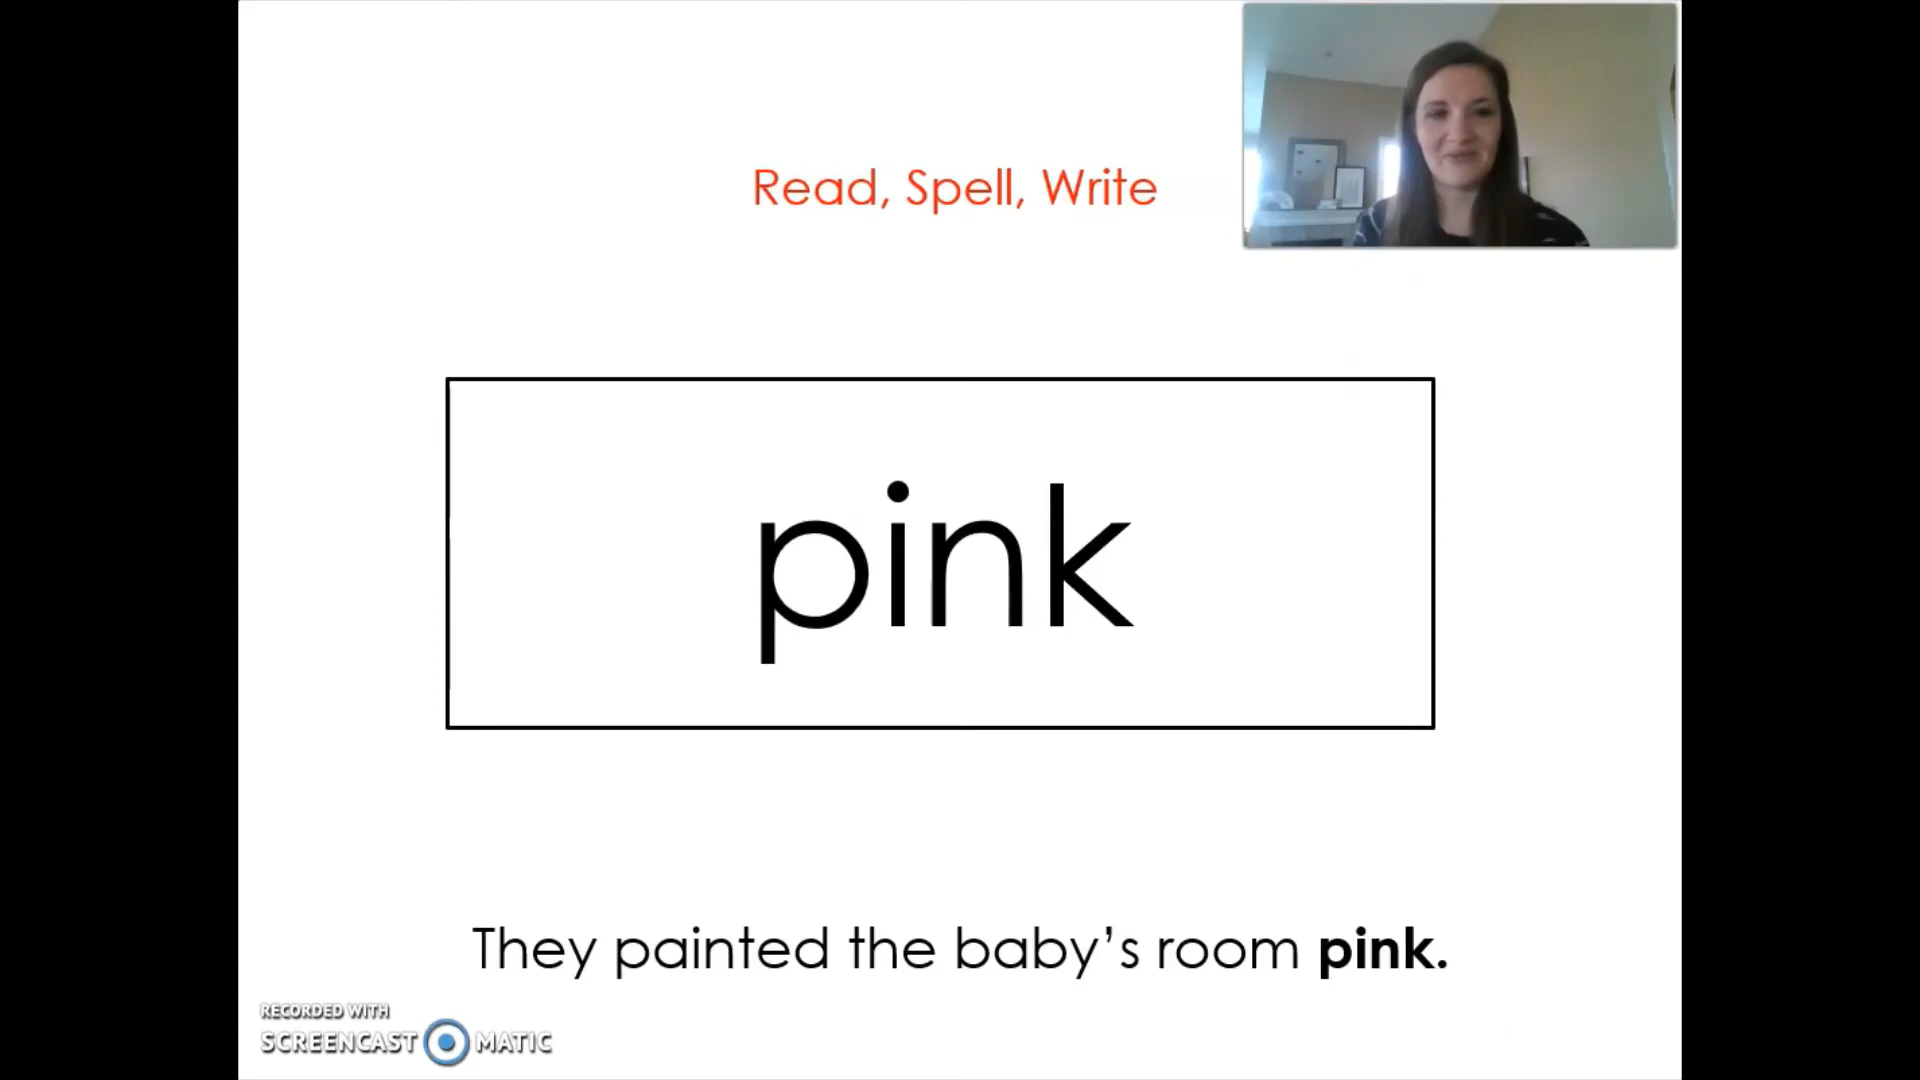 Read, Spell, Write
pink
They painted the baby’s room pink.
RECORDED WITH
SCREENCAST MATIC